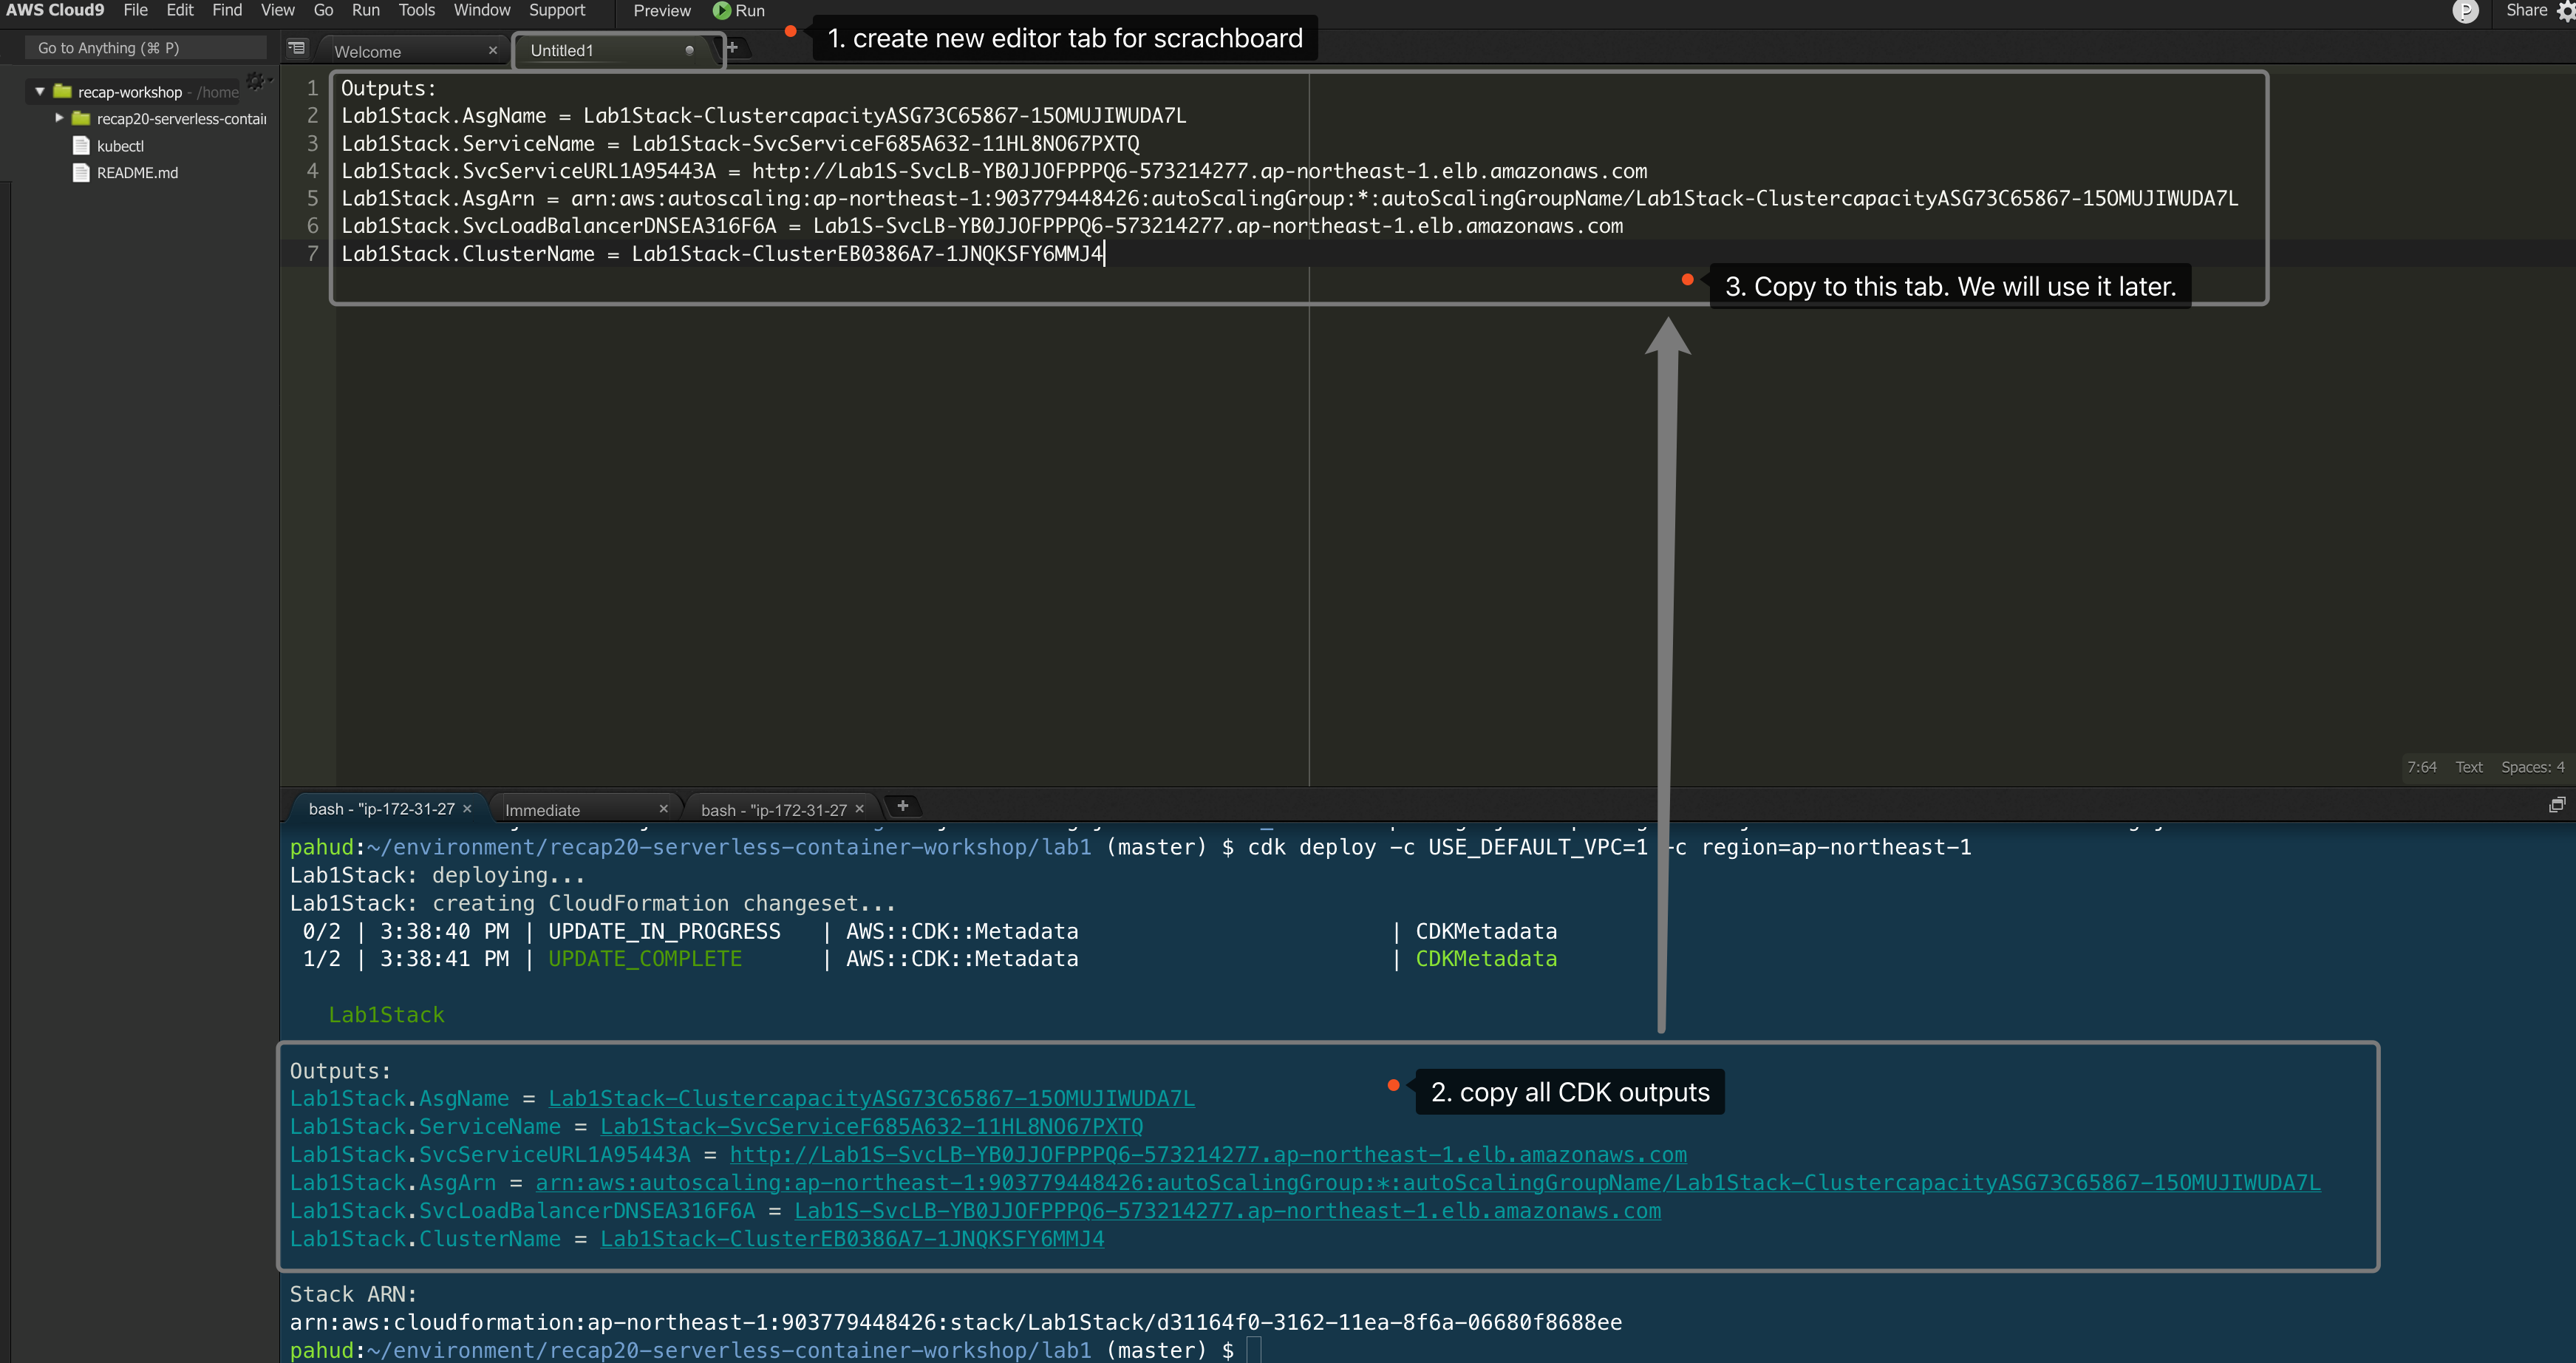 AWS Cloud9 File Edit Find View Go Run Tools Window Support Preview Run P Share
Go to Anything (⌘ P)
Welcome
Untitled1
1. create new editor tab for scrachboard
recap-workshop - /home
recap20-serverless-contai
kubectl
README.md
1 Outputs:
2 Lab1Stack.AsgName = Lab1Stack-ClustercapacityASG73C65867-15OMUJIWUDA7L
3 Lab1Stack.ServiceName = Lab1Stack-SvcServiceF685A632-11HL8NO67PXTQ
4 Lab1Stack.SvcServiceURL1A95443A = http://Lab1S-SvcLB-YB0JJOFPPPQ6-573214277.ap-northeast-1.elb.amazonaws.com
5 Lab1Stack.AsgArn = arn:aws:autoscaling:ap-northeast-1:903779448426:autoScalingGroup:*:autoScalingGroupName/Lab1Stack-ClustercapacityASG73C65867-15OMUJIWUDA7L
6 Lab1Stack.SvcLoadBalancerDNSEA316F6A = Lab1S-SvcLB-YB0JJOFPPPQ6-573214277.ap-northeast-1.elb.amazonaws.com
7 Lab1Stack.ClusterName = Lab1Stack-ClusterEB0386A7-1JNQKSFY6MMJ4
3. Copy to this tab. We will use it later.
7:64 Text Spaces: 4
bash - "ip-172-31-27
Immediate
bash - "ip-172-31-27
pahud:~/environment/recap20-serverless-container-workshop/lab1 (master) $ cdk deploy -c USE_DEFAULT_VPC=1 -c region=ap-northeast-1
Lab1Stack: deploying...
Lab1Stack: creating CloudFormation changeset...
0/2 | 3:38:40 PM | UPDATE_IN_PROGRESS | AWS::CDK::Metadata | CDKMetadata
1/2 | 3:38:41 PM | UPDATE_COMPLETE | AWS::CDK::Metadata | CDKMetadata
Lab1Stack
Outputs:
2. copy all CDK outputs
Lab1Stack.AsgName = Lab1Stack-ClustercapacityASG73C65867-15OMUJIWUDA7L
Lab1Stack.ServiceName = Lab1Stack-SvcServiceF685A632-11HL8NO67PXTQ
Lab1Stack.SvcServiceURL1A95443A = http://Lab1S-SvcLB-YB0JJOFPPPQ6-573214277.ap-northeast-1.elb.amazonaws.com
Lab1Stack.AsgArn = arn:aws:autoscaling:ap-northeast-1:903779448426:autoScalingGroup:*:autoScalingGroupName/Lab1Stack-ClustercapacityASG73C65867-15OMUJIWUDA7L
Lab1Stack.SvcLoadBalancerDNSEA316F6A = Lab1S-SvcLB-YB0JJOFPPPQ6-573214277.ap-northeast-1.elb.amazonaws.com
Lab1Stack.ClusterName = Lab1Stack-ClusterEB0386A7-1JNQKSFY6MMJ4
Stack ARN:
arn:aws:cloudformation:ap-northeast-1:903779448426:stack/Lab1Stack/d31164f0-3162-11ea-8f6a-06680f8688ee
pahud:~/environment/recap20-serverless-container-workshop/lab1 (master) $